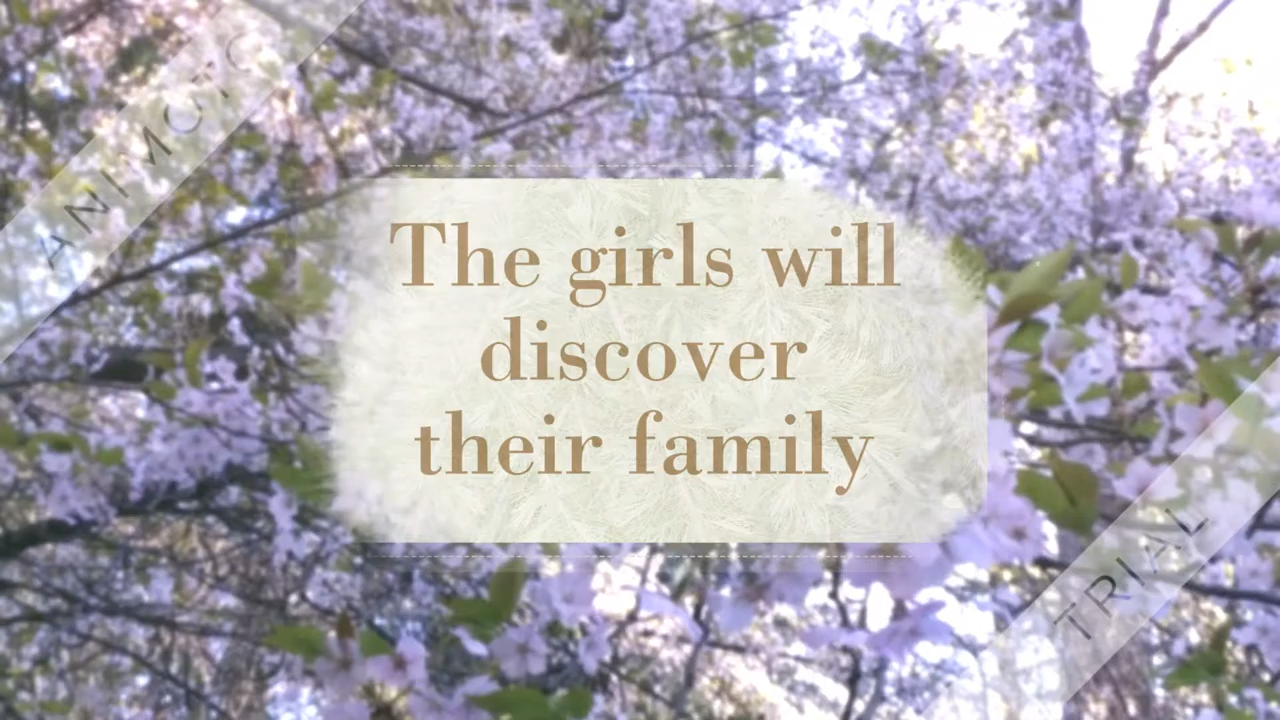 ANIMOTO
The girls will
discover
their family
TRIAL